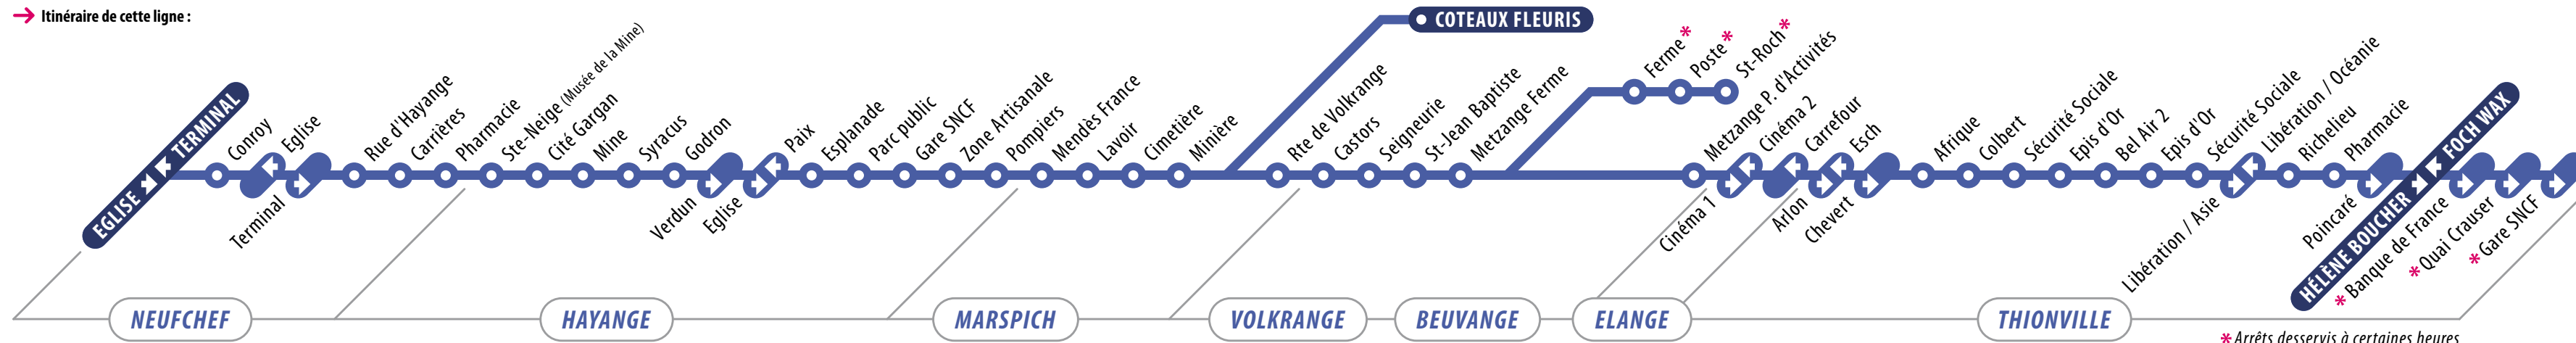 Itinéraire de cette ligne :
EGLISE
TERMINAL
Conroy
Eglise
Terminal
Rue d'Hayange
Carrières
Pharmacie
Ste-Neige (Musée de la Mine)
Cité Gargan
Mine
Syracus
Godron
Verdun
Eglise
Paix
Esplanade
Parc public
Gare SNCF
Zone Artisanale
Pompiers
Mendès France
Lavoir
Cimetière
Minière
COTEAUX FLEURIS
Rte de Volkrange
Castors
Seigneurie
St-Jean Baptiste
Metzange Ferme
Ferme*
Poste*
St-Roch*
Metzange P. d'Activités
Cinéma 1
Cinéma 2
Carrefour
Arlon
Esch
Chevert
Afrique
Colbert
Sécurité Sociale
Epis d'Or
Bel Air 2
Epis d'Or
Sécurité Sociale
Libération / Asie
Libération / Océanie
Richelieu
Pharmacie
Poincaré
HÉLÈNE BOUCHER
FOCH WAX
* Banque de France
* Quai Crauser
* Gare SNCF
NEUFCHEF
HAYANGE
MARSPICH
VOLKRANGE
BEUVANGE
ELANGE
THIONVILLE
* Arrêts desservis à certaines heures